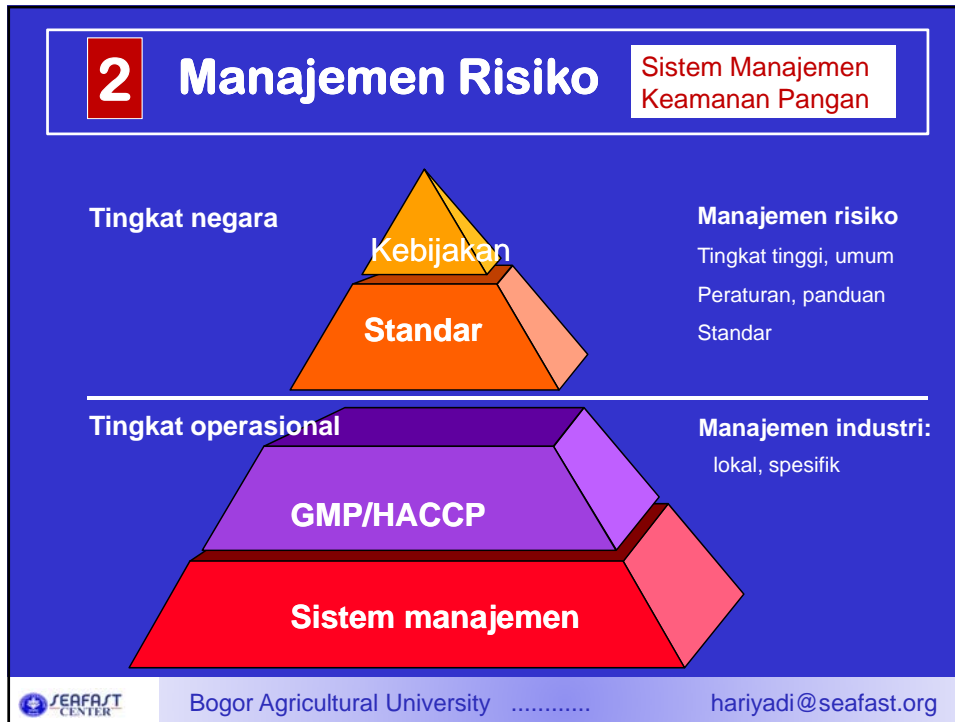 2
Manajemen Risiko
Sistem Manajemen
Keamanan Pangan
Tingkat negara
Kebijakan
Standar
Manajemen risiko
Tingkat tinggi, umum
Peraturan, panduan
Standar
Tingkat operasional
GMP/HACCP
Sistem manajemen
Manajemen industri:
lokal, spesifik
SEAFAST
CENTER
Bogor Agricultural University ............ hariyadi@seafast.org